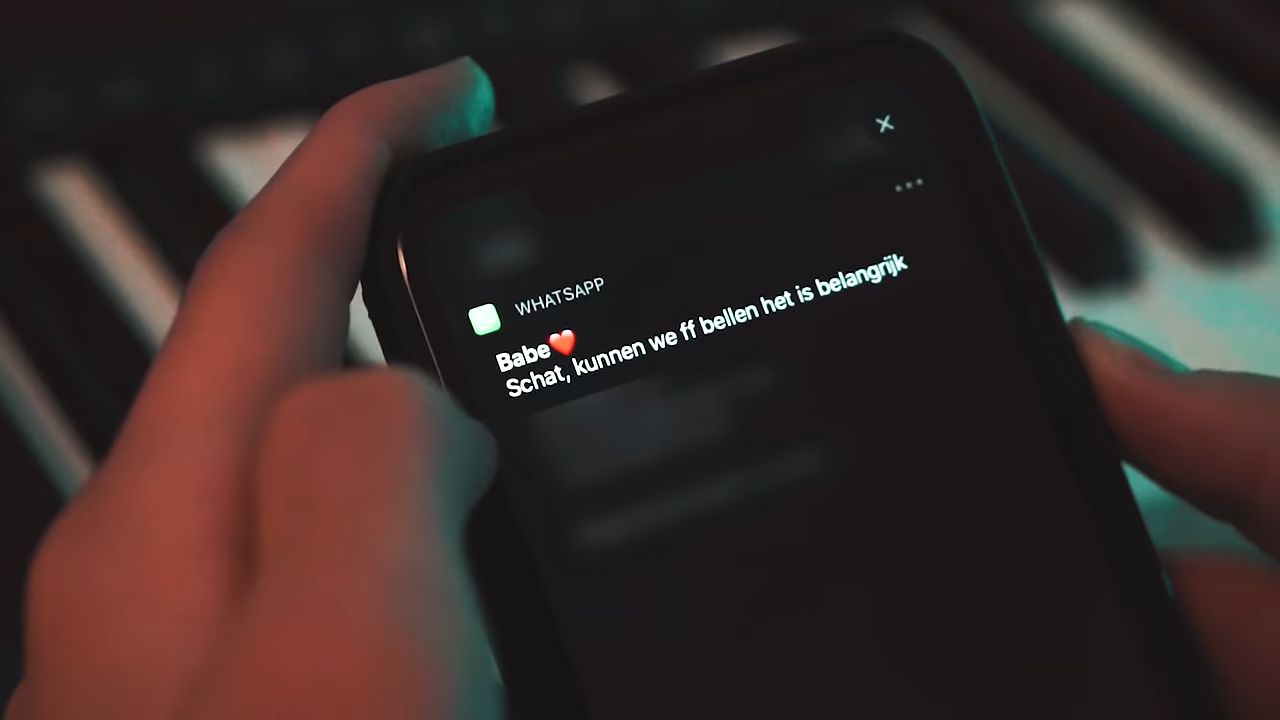 WHATSAPP
Babe❤️
Schat, kunnen we ff bellen het is belangrijk